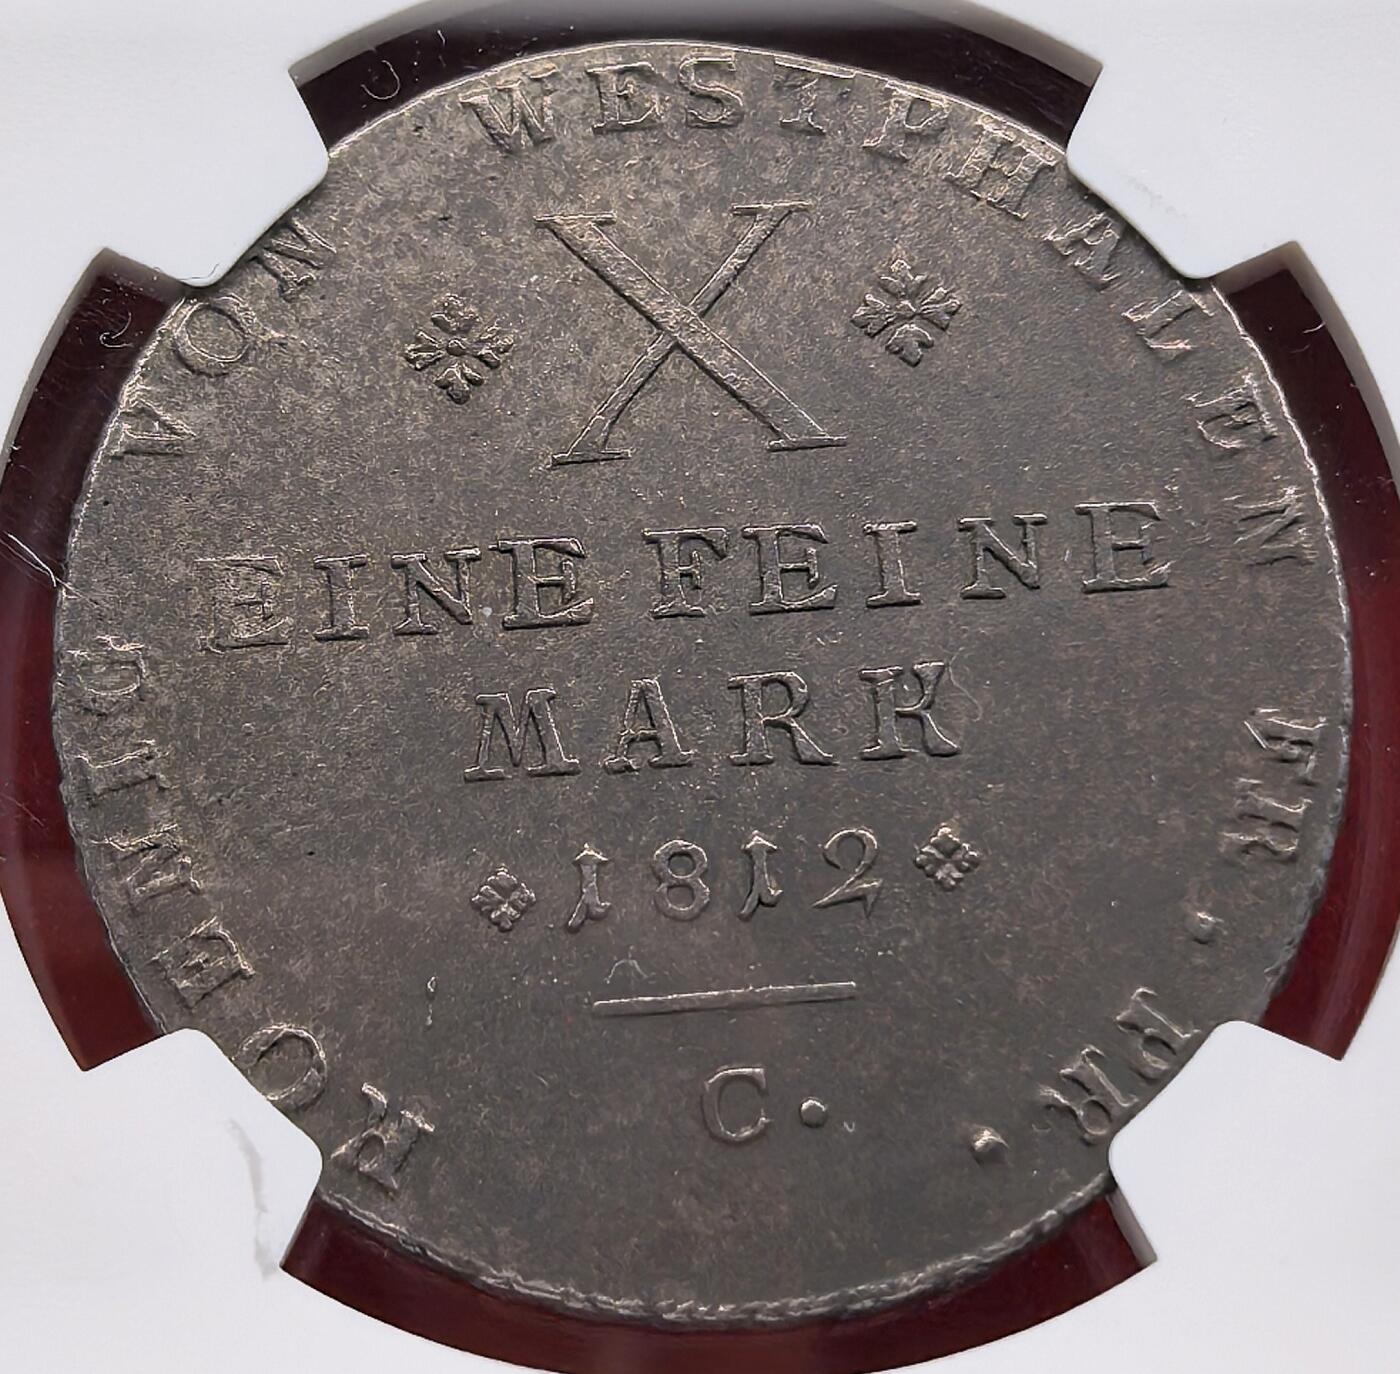 KOENIG VON WESTPHALEN FR. PR.
X
EINE FEINE
MARK
1812
C.